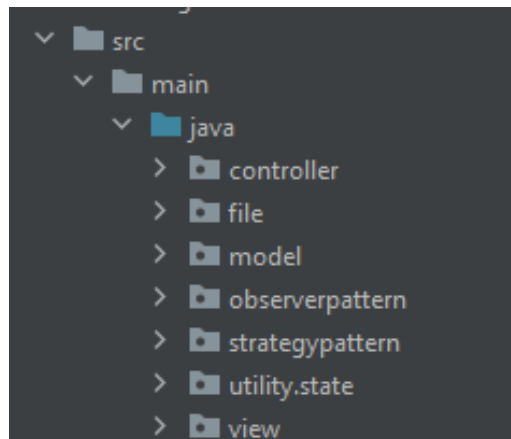 src
main
java
controller
file
model
observerpattern
strategypattern
utility.state
view